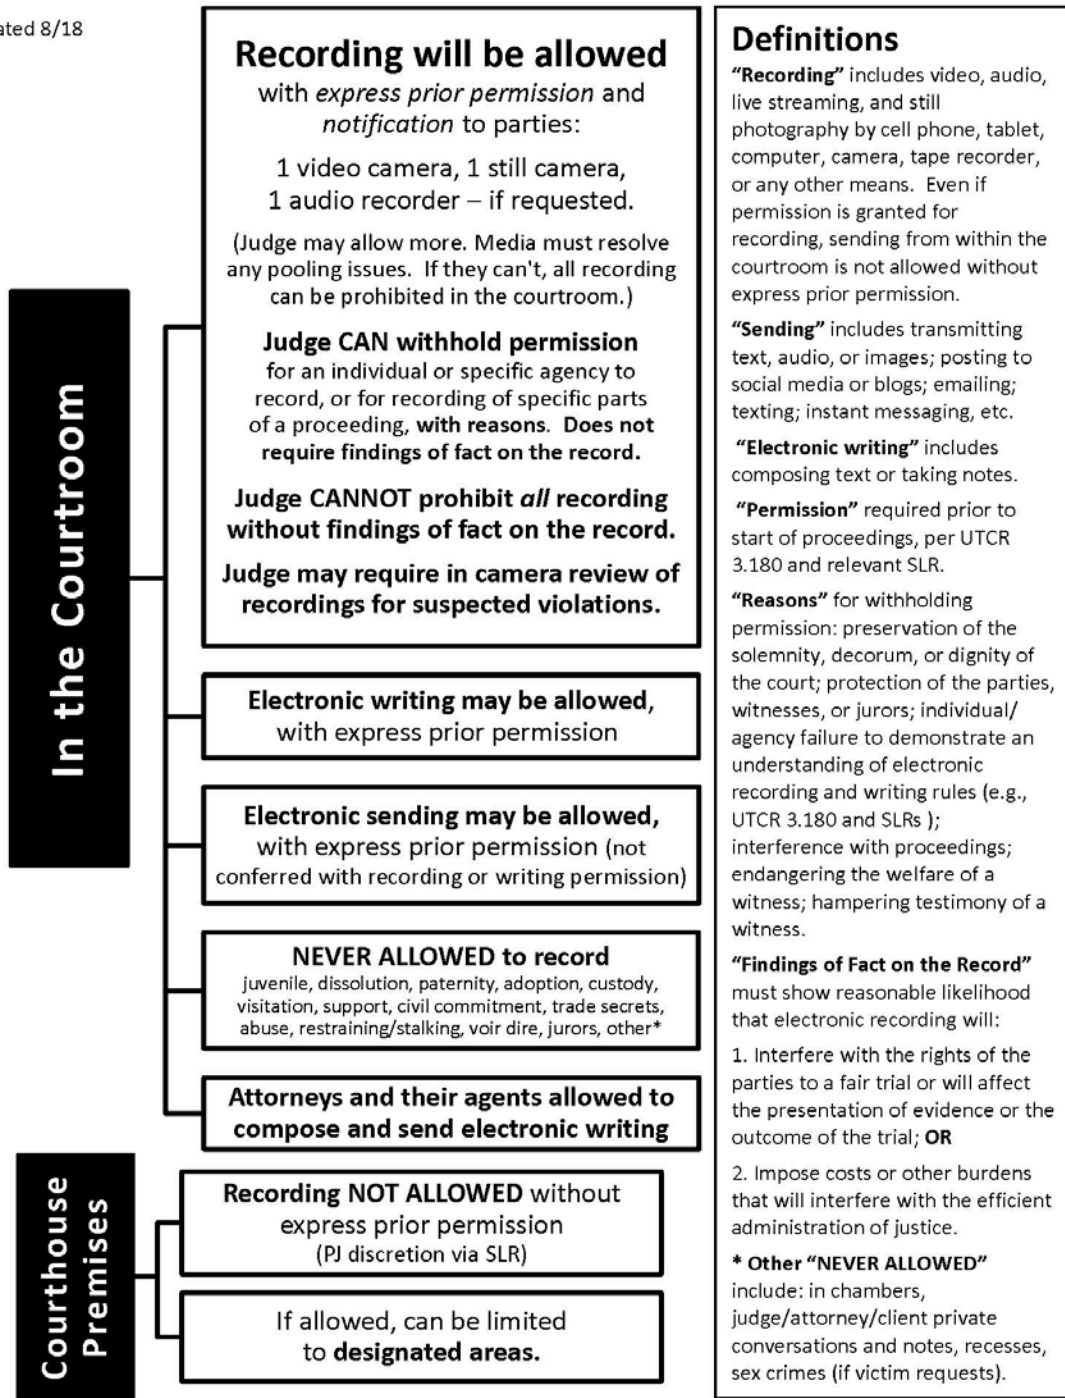 ated 8/18
In the Courtroom
Recording will be allowed
with express prior permission and
notification to parties:
1 video camera, 1 still camera,
1 audio recorder – if requested.
(Judge may allow more. Media must resolve
any pooling issues.  If they can't, all recording
can be prohibited in the courtroom.)
Judge CAN withhold permission
for an individual or specific agency to
record, or for recording of specific parts
of a proceeding, with reasons.  Does not
require findings of fact on the record.
Judge CANNOT prohibit all recording
without findings of fact on the record.
Judge may require in camera review of
recordings for suspected violations.
Electronic writing may be allowed,
with express prior permission
Electronic sending may be allowed,
with express prior permission (not
conferred with recording or writing permission)
NEVER ALLOWED to record
juvenile, dissolution, paternity, adoption, custody,
visitation, support, civil commitment, trade secrets,
abuse, restraining/stalking, voir dire, jurors, other*
Attorneys and their agents allowed to
compose and send electronic writing
Courthouse
Premises
Recording NOT ALLOWED without
express prior permission
(PJ discretion via SLR)
If allowed, can be limited
to designated areas.
Definitions
“Recording” includes video, audio,
live streaming, and still
photography by cell phone, tablet,
computer, camera, tape recorder,
or any other means.  Even if
permission is granted for
recording, sending from within the
courtroom is not allowed without
express prior permission.
“Sending” includes transmitting
text, audio, or images; posting to
social media or blogs; emailing;
texting; instant messaging, etc.
“Electronic writing” includes
composing text or taking notes.
“Permission” required prior to
start of proceedings, per UTCR
3.180 and relevant SLR.
“Reasons” for withholding
permission: preservation of the
solemnity, decorum, or dignity of
the court; protection of the parties,
witnesses, or jurors; individual/
agency failure to demonstrate an
understanding of electronic
recording and writing rules (e.g.,
UTCR 3.180 and SLRs );
interference with proceedings;
endangering the welfare of a
witness; hampering testimony of a
witness.
“Findings of Fact on the Record”
must show reasonable likelihood
that electronic recording will:
1. Interfere with the rights of the
parties to a fair trial or will affect
the presentation of evidence or the
outcome of the trial; OR
2. Impose costs or other burdens
that will interfere with the efficient
administration of justice.
* Other “NEVER ALLOWED”
include: in chambers,
judge/attorney/client private
conversations and notes, recesses,
sex crimes (if victim requests).